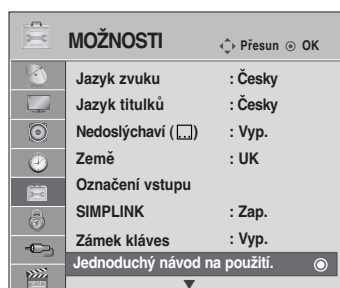 MOŽNOSTI Přesun OK
Jazyk zvuku : Česky
Jazyk titulků : Česky
Nedoslýchaví ( ) : Vyp.
Země : UK
Označení vstupu
SIMPLINK : Zap.
Zámek kláves : Vyp.
Jednoduchý návod na použití.